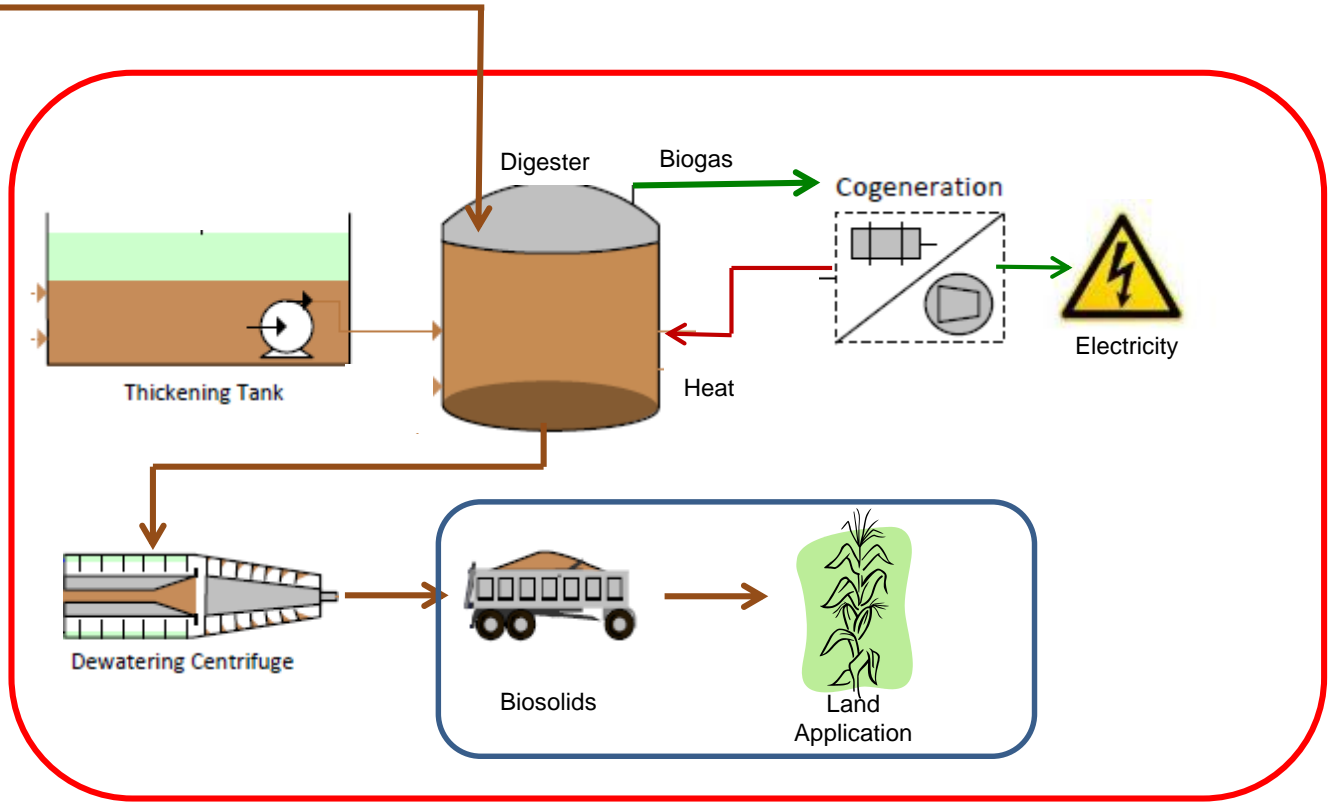 Digester
Biogas
Cogeneration
Electricity
Thickening Tank
Heat
Dewatering Centrifuge
Biosolids
Land
Application